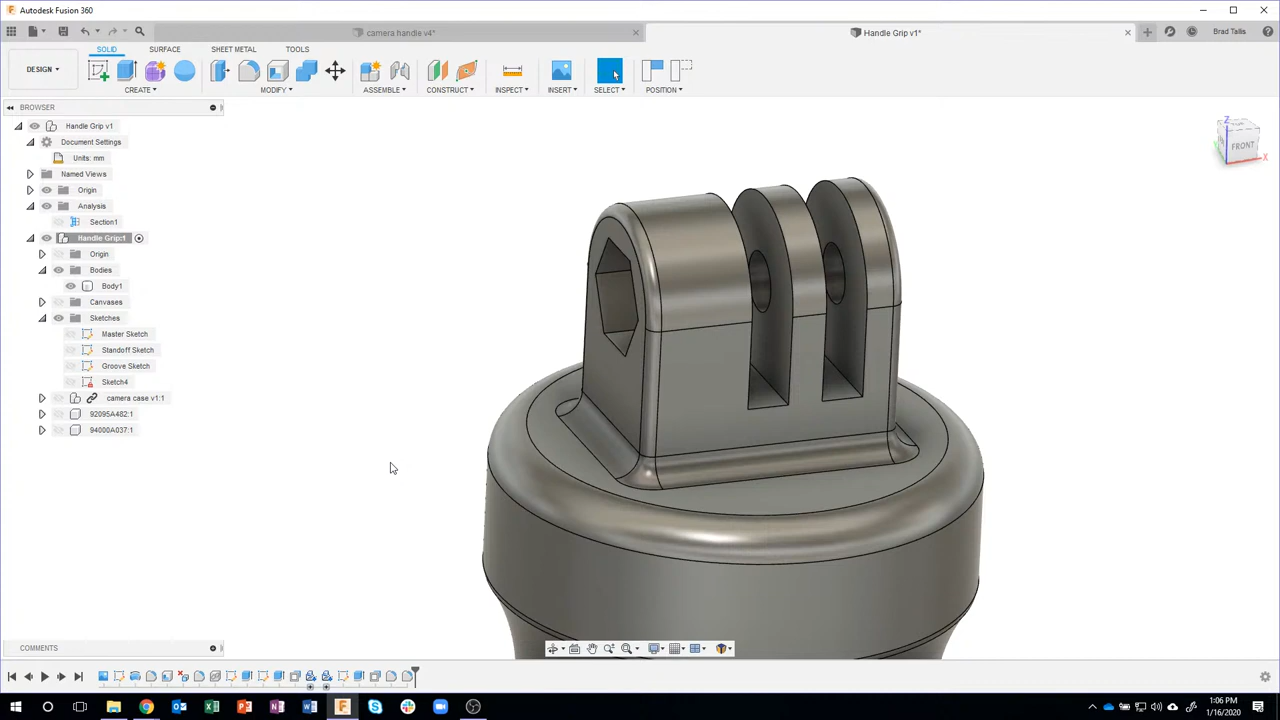 Autodesk Fusion 360
camera handle v4*
Handle Grip v1*
Brad Tallis
DESIGN
SOLID
SURFACE
SHEET METAL
TOOLS
CREATE
MODIFY
ASSEMBLE
CONSTRUCT
INSPECT
INSERT
SELECT
POSITION
BROWSER
Handle Grip v1
Document Settings
Units: mm
Named Views
Origin
Analysis
Section1
Handle Grip:1
Origin
Bodies
Body1
Canvases
Sketches
Master Sketch
Standoff Sketch
Groove Sketch
Sketch4
camera case v1:1
92095A482:1
94000A037:1
Z
FRONT
X
COMMENTS
1:06 PM
1/16/2020